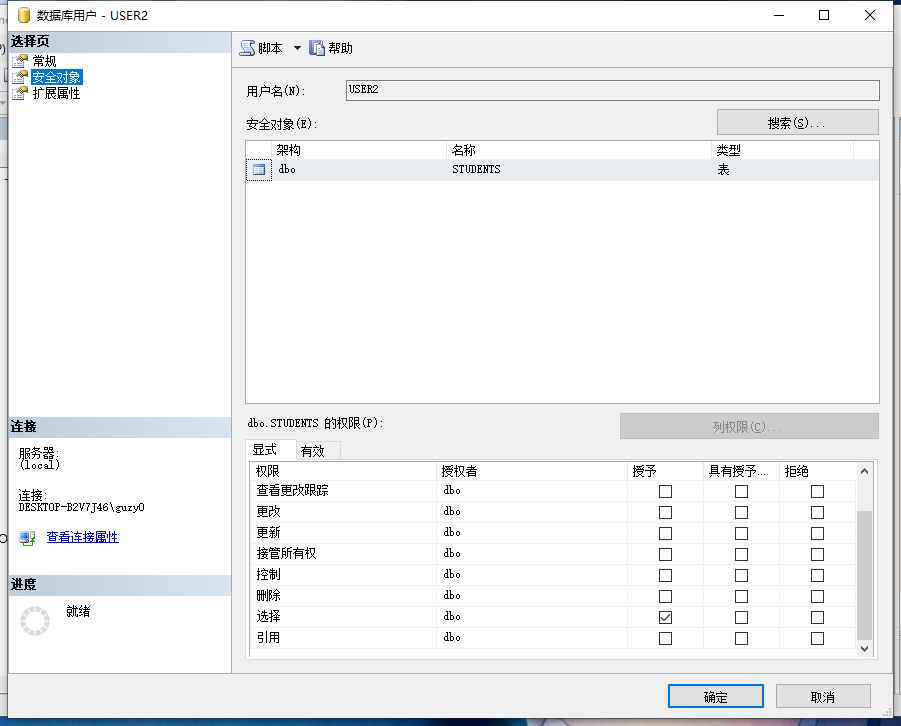 数据库用户 - USER2
选择页
常规
安全对象
扩展属性
脚本 帮助
用户名(N): USER2
安全对象(E): 搜索(S)...
架构 名称 类型
dbo STUDENTS 表
dbo.STUDENTS 的权限(P): 列权限(C)...
显式 有效
权限 授权者 授予 具有授予... 拒绝
查看更改跟踪 dbo
更改 dbo
更新 dbo
接管所有权 dbo
控制 dbo
删除 dbo
选择 dbo
引用 dbo
连接
服务器:
(local)
连接:
DESKTOP-B2V7J46\guzy0
查看连接属性
进度
就绪
确定 取消